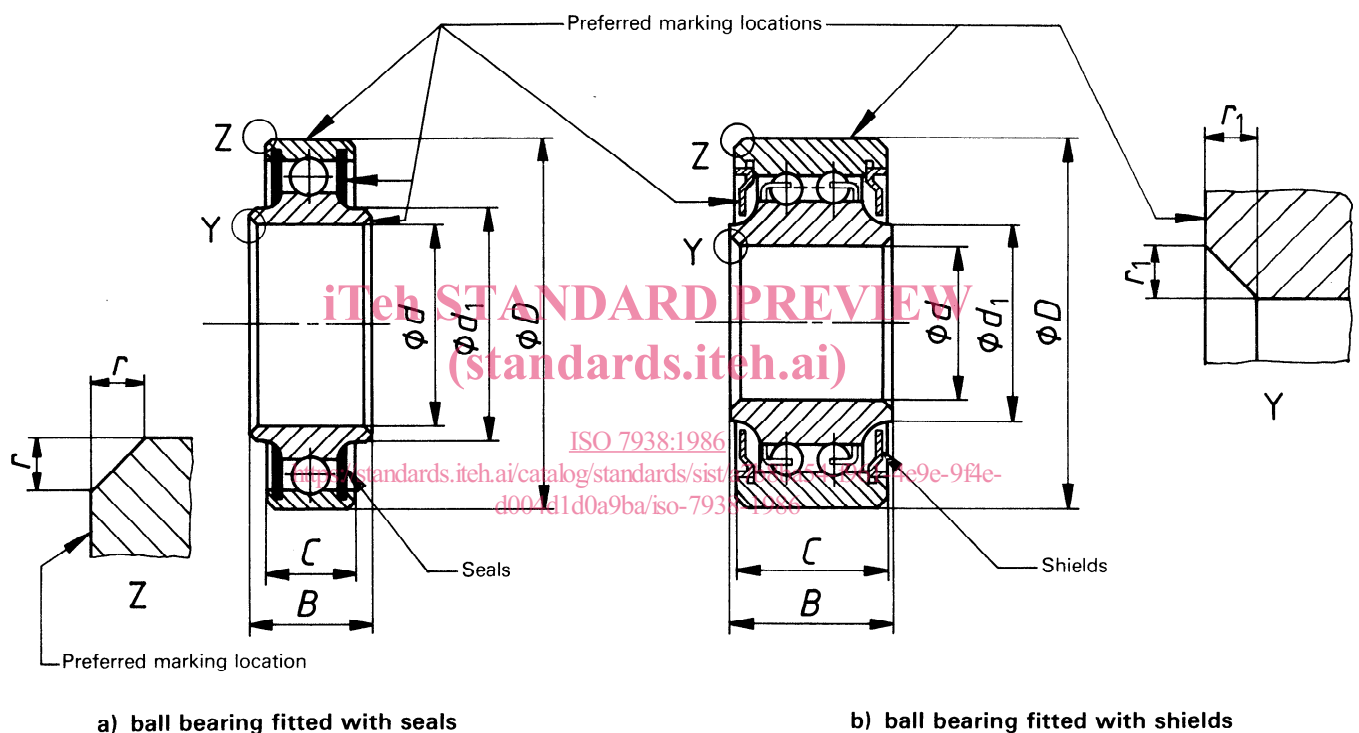 Preferred marking locations
Z
Y
ϕd
ϕd1
ϕD
Z
Y
ϕd
ϕd1
ϕD
r1
r1
Y
r
r
Z
iTeh STANDARD PREVIEW
(standards.iteh.ai)
ISO 7938:1986
C
B
Seals
C
B
Shields
Preferred marking location
a) ball bearing fitted with seals
b) ball bearing fitted with shields